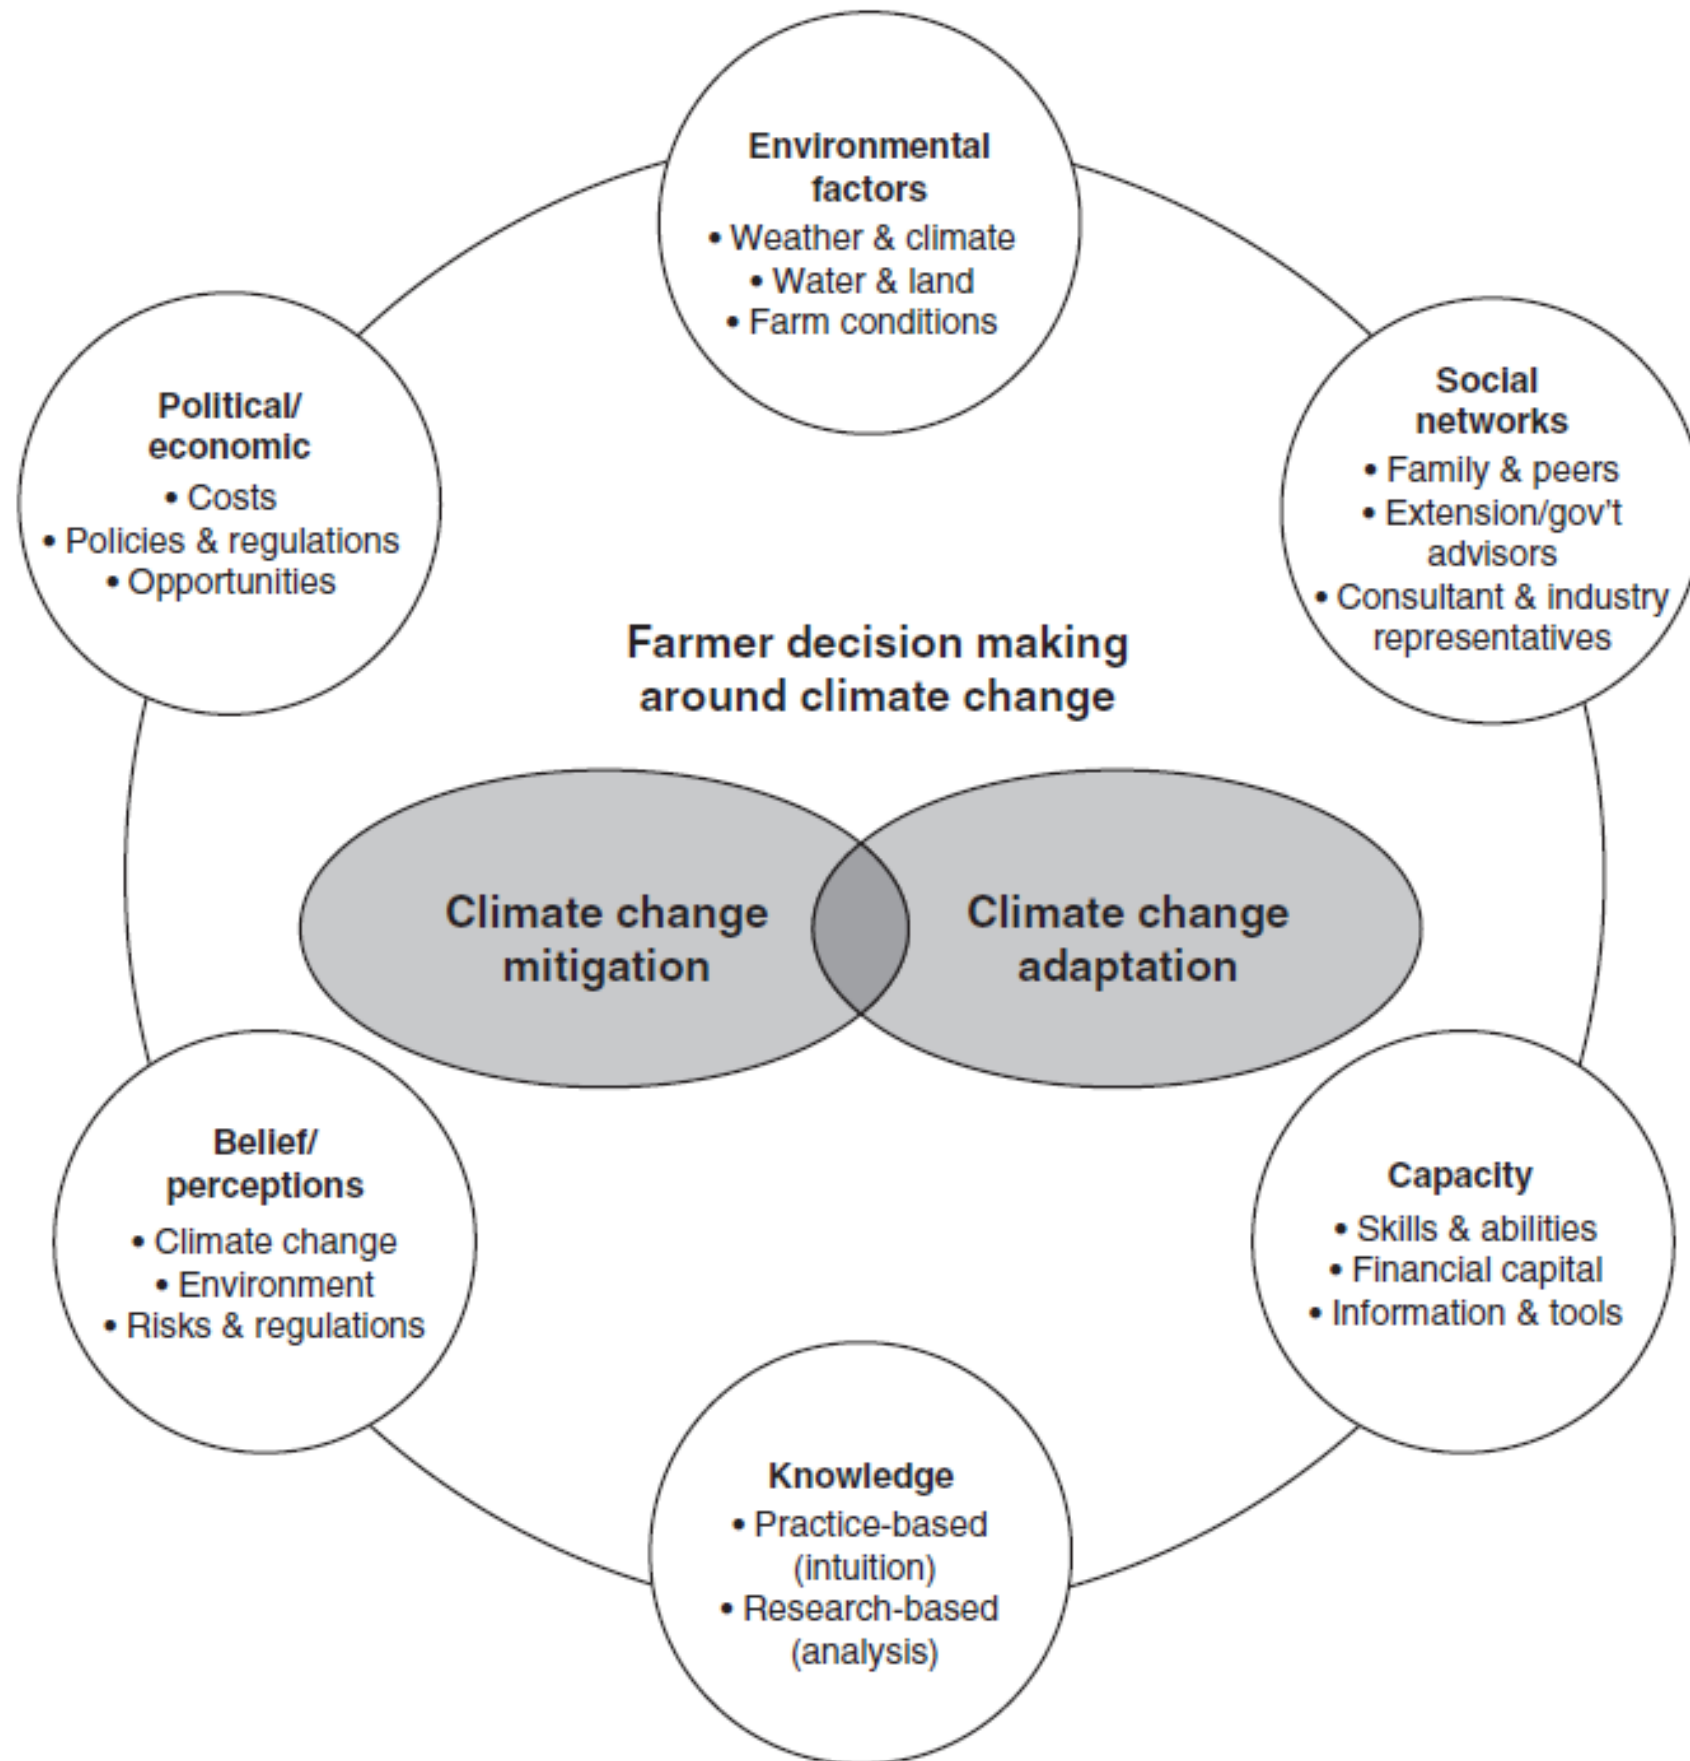 Environmental
factors
• Weather & climate
• Water & land
• Farm conditions
Political/
economic
• Costs
• Policies & regulations
• Opportunities
Social
networks
• Family & peers
• Extension/gov't
advisors
• Consultant & industry
representatives
Farmer decision making
around climate change
Climate change
mitigation
Climate change
adaptation
Belief/
perceptions
• Climate change
• Environment
• Risks & regulations
Capacity
• Skills & abilities
• Financial capital
• Information & tools
Knowledge
• Practice-based
(intuition)
• Research-based
(analysis)